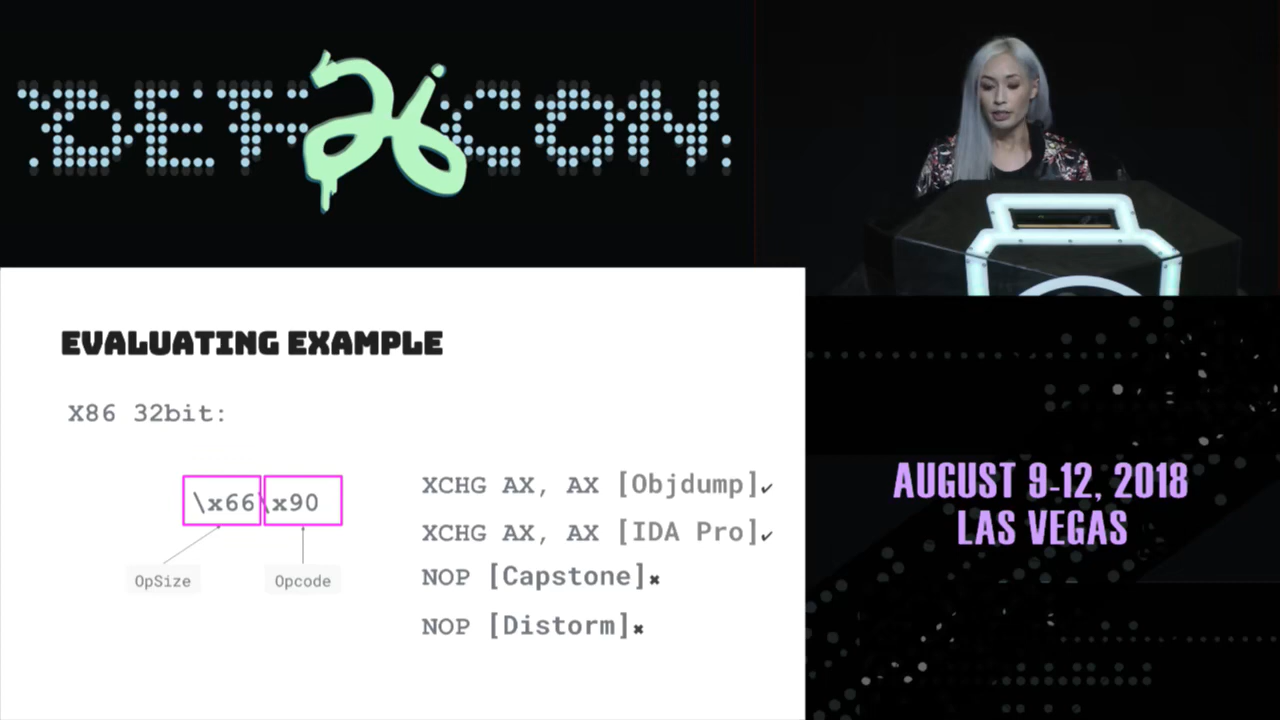 DEF 26 CON
AUGUST 9-12, 2018
LAS VEGAS
EVALUATING EXAMPLE
X86 32bit:
\x66\x90
OpSize
Opcode
XCHG AX, AX [Objdump]✔
XCHG AX, AX [IDA Pro]✔
NOP [Capstone]✖
NOP [Distorm]✖